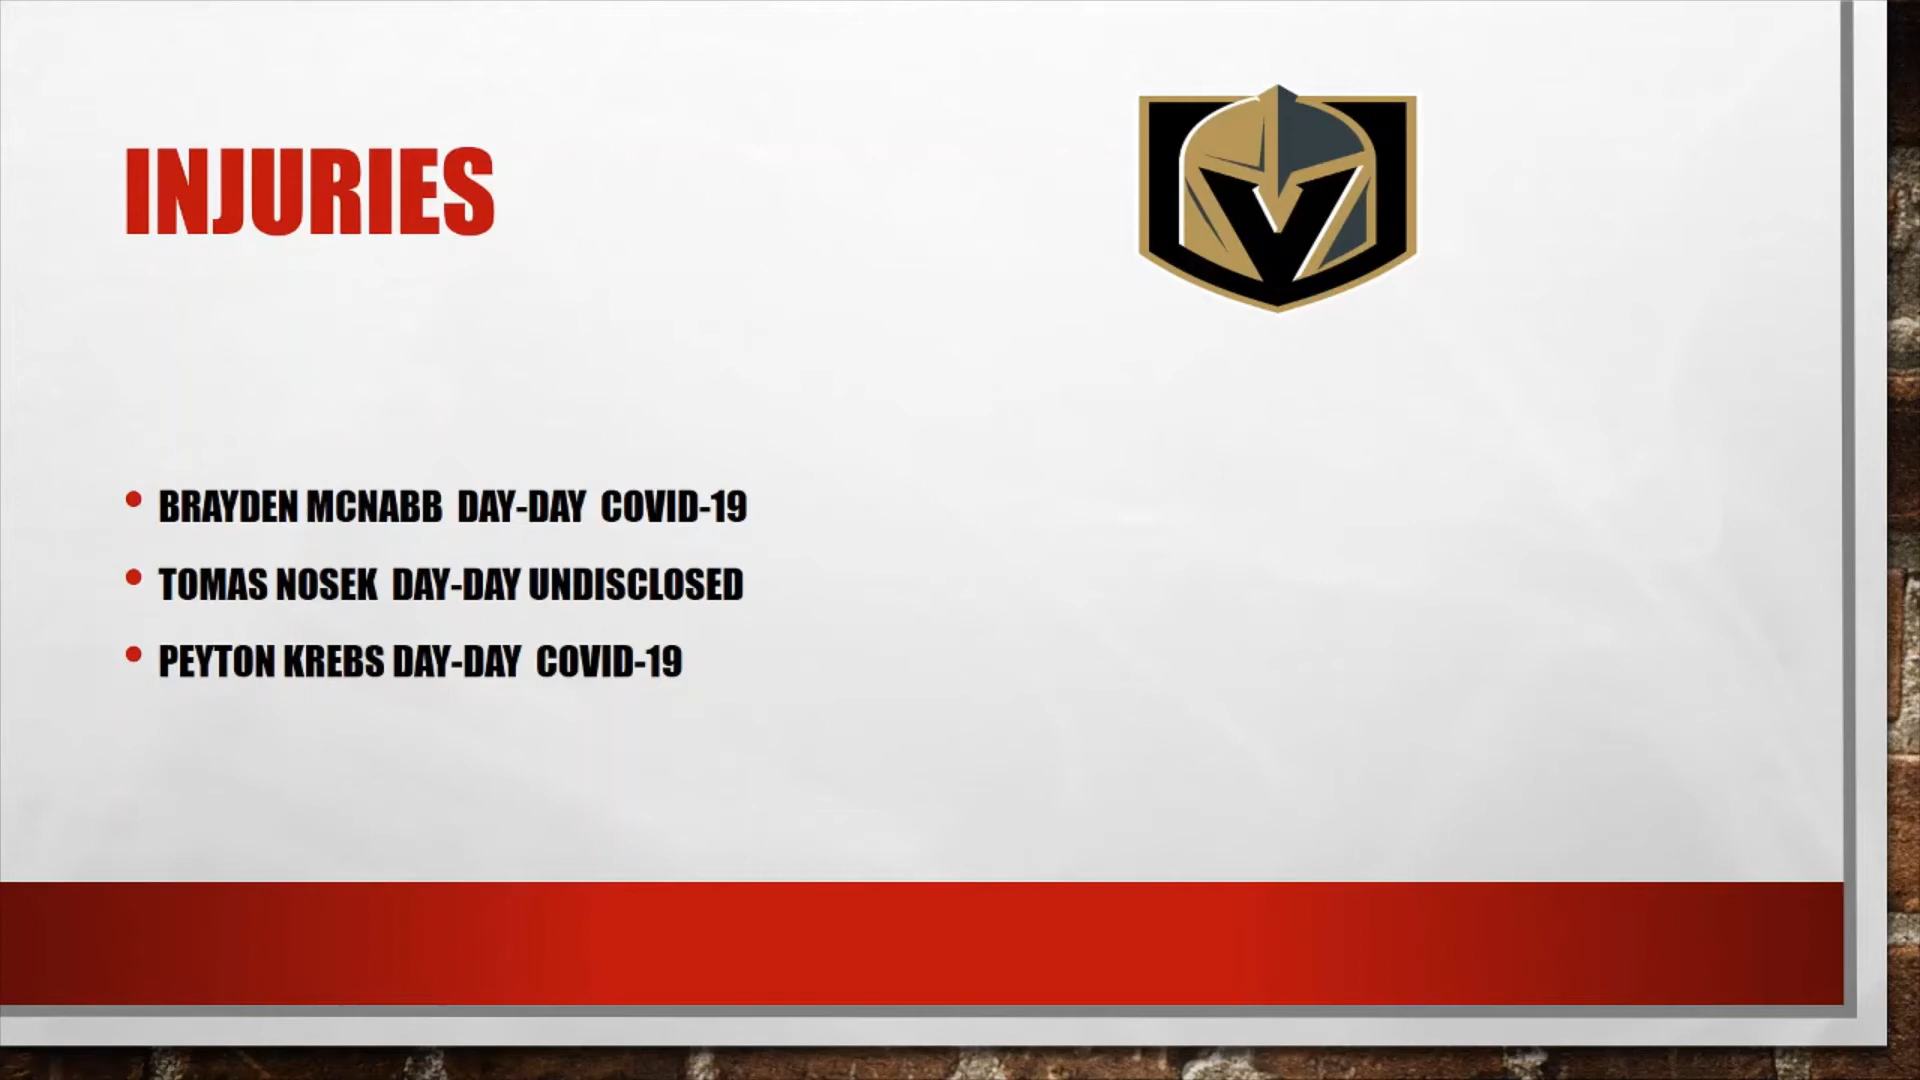 INJURIES
BRAYDEN MCNABB DAY-DAY COVID-19
TOMAS NOSEK DAY-DAY UNDISCLOSED
PEYTON KREBS DAY-DAY COVID-19